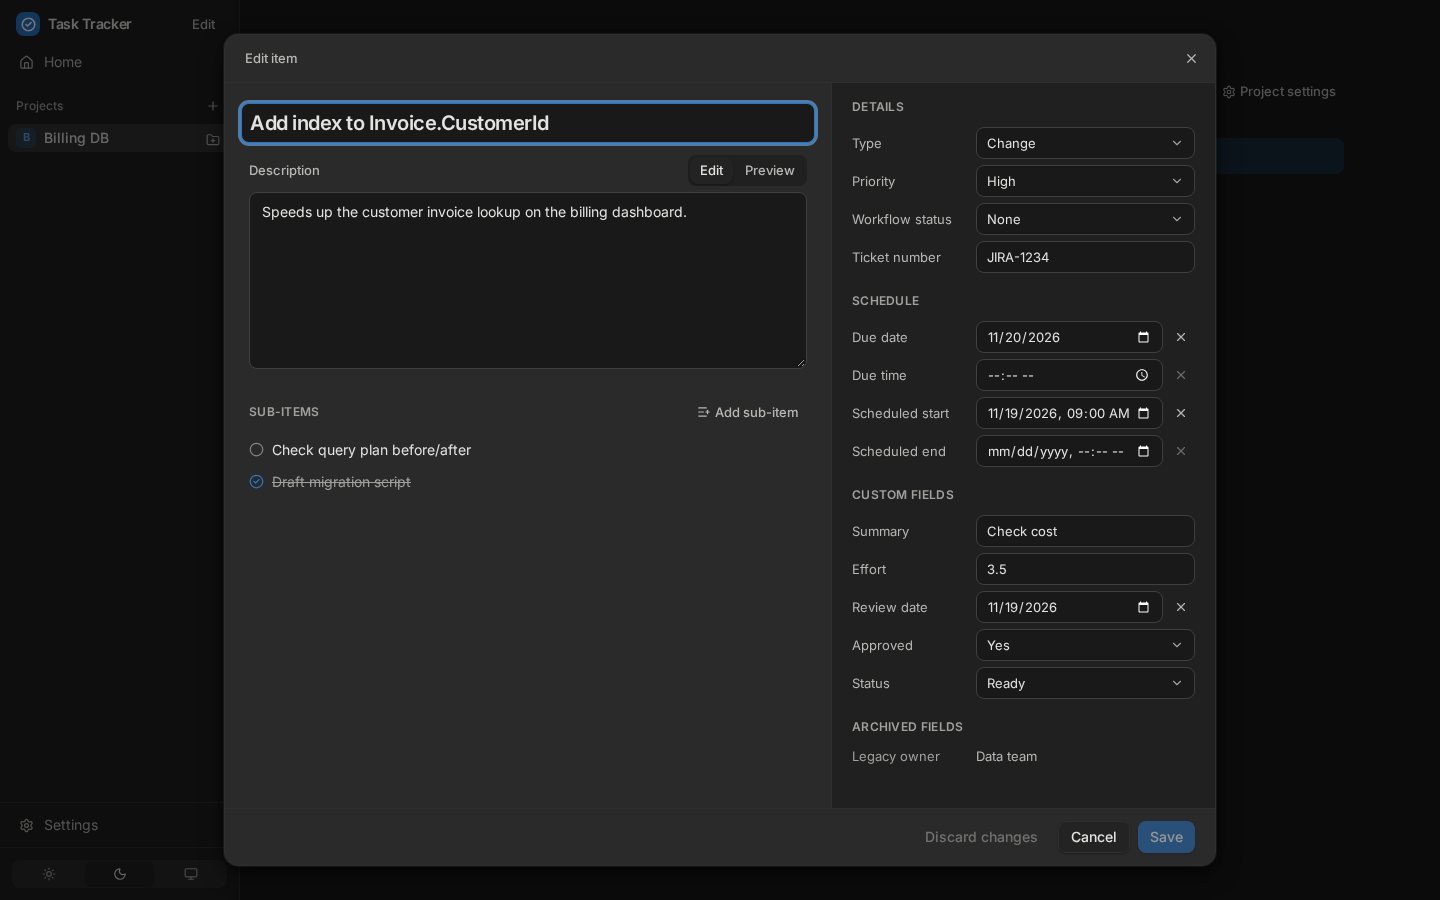 Task Tracker
Edit
Home
Projects
B Billing DB
Settings
Project settings
Edit item
Add index to Invoice.CustomerId
Description
Edit
Preview
Speeds up the customer invoice lookup on the billing dashboard.
SUB-ITEMS
Add sub-item
Check query plan before/after
Draft migration script
DETAILS
Type
Change
Priority
High
Workflow status
None
Ticket number
JIRA-1234
SCHEDULE
Due date
11/20/2026
Due time
--:-- --
Scheduled start
11/19/2026, 09:00 AM
Scheduled end
mm/dd/yyyy, --:-- --
CUSTOM FIELDS
Summary
Check cost
Effort
3.5
Review date
11/19/2026
Approved
Yes
Status
Ready
ARCHIVED FIELDS
Legacy owner
Data team
Discard changes
Cancel
Save